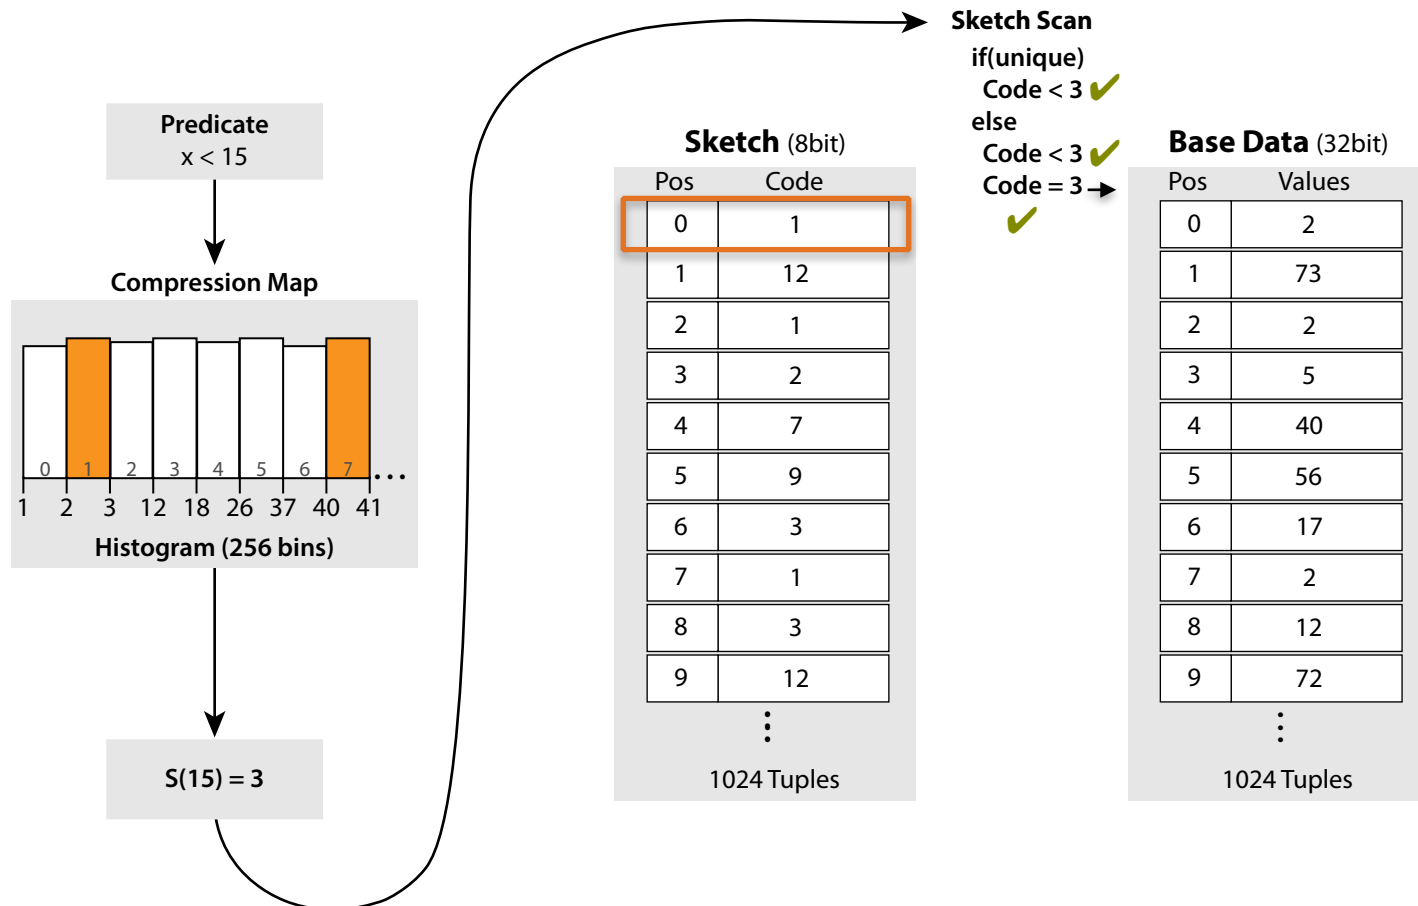 Predicate
x < 15
Compression Map
0 1 2 3 4 5 6 7 ...
1 2 3 12 18 26 37 40 41
Histogram (256 bins)
S(15) = 3
Sketch Scan
if(unique)
Code < 3 ✔
else
Code < 3 ✔
Code = 3
✔
Sketch (8bit)
Pos Code
0 1
1 12
2 1
3 2
4 7
5 9
6 3
7 1
8 3
9 12
⋮
1024 Tuples
Base Data (32bit)
Pos Values
0 2
1 73
2 2
3 5
4 40
5 56
6 17
7 2
8 12
9 72
⋮
1024 Tuples